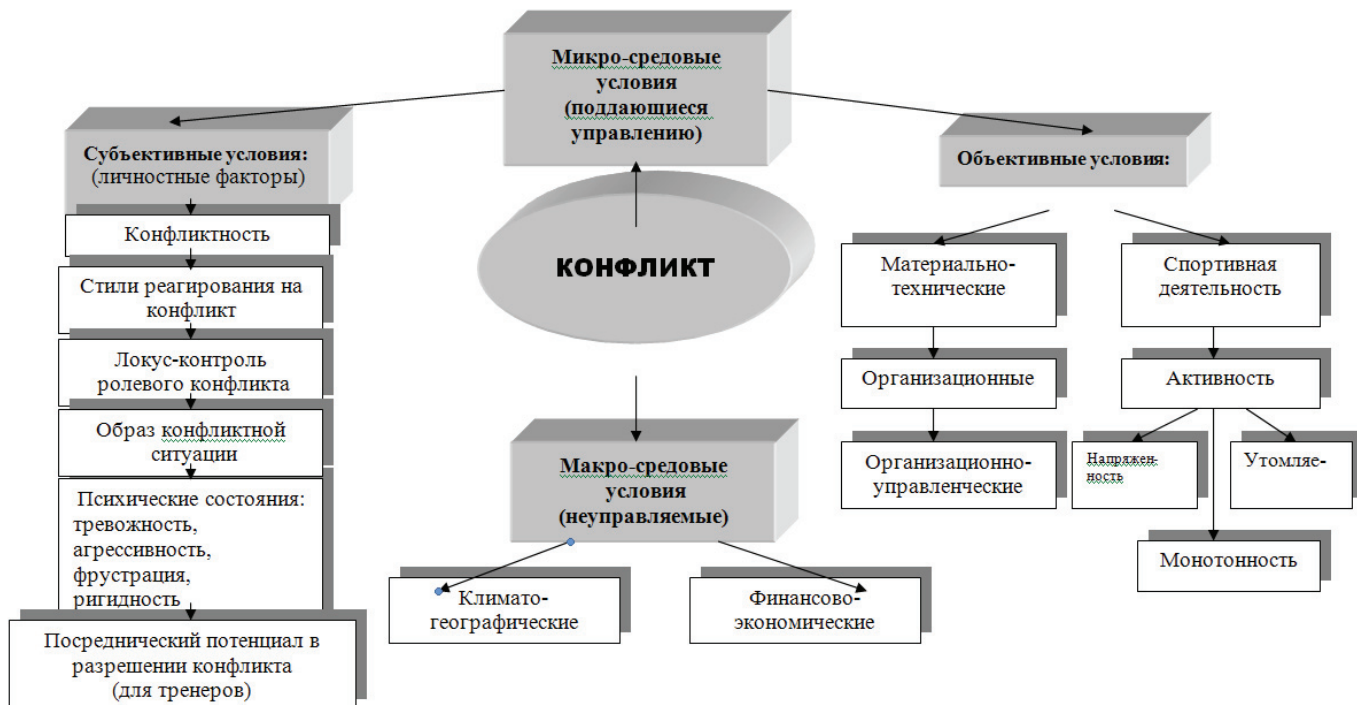 Микро-средовые
условия
(поддающиеся
управлению)
Субъективные условия:
(личностные факторы)
Объективные условия:
Конфликтность
Стили реагирования на
конфликт
Локус-контроль
ролевого конфликта
Образ конфликтной
ситуации
Психические состояния:
тревожность,
агрессивность,
фрустрация,
ригидность
Посреднический потенциал в
разрешении конфликта
(для тренеров)
КОНФЛИКТ
Макро-средовые
условия
(неуправляемые)
Климато-
географические
Финансово-
экономические
Материально-
технические
Организационные
Организационно-
управленческие
Спортивная
деятельность
Активность
Напряжен-
ность
Утомляе-
Монотонность